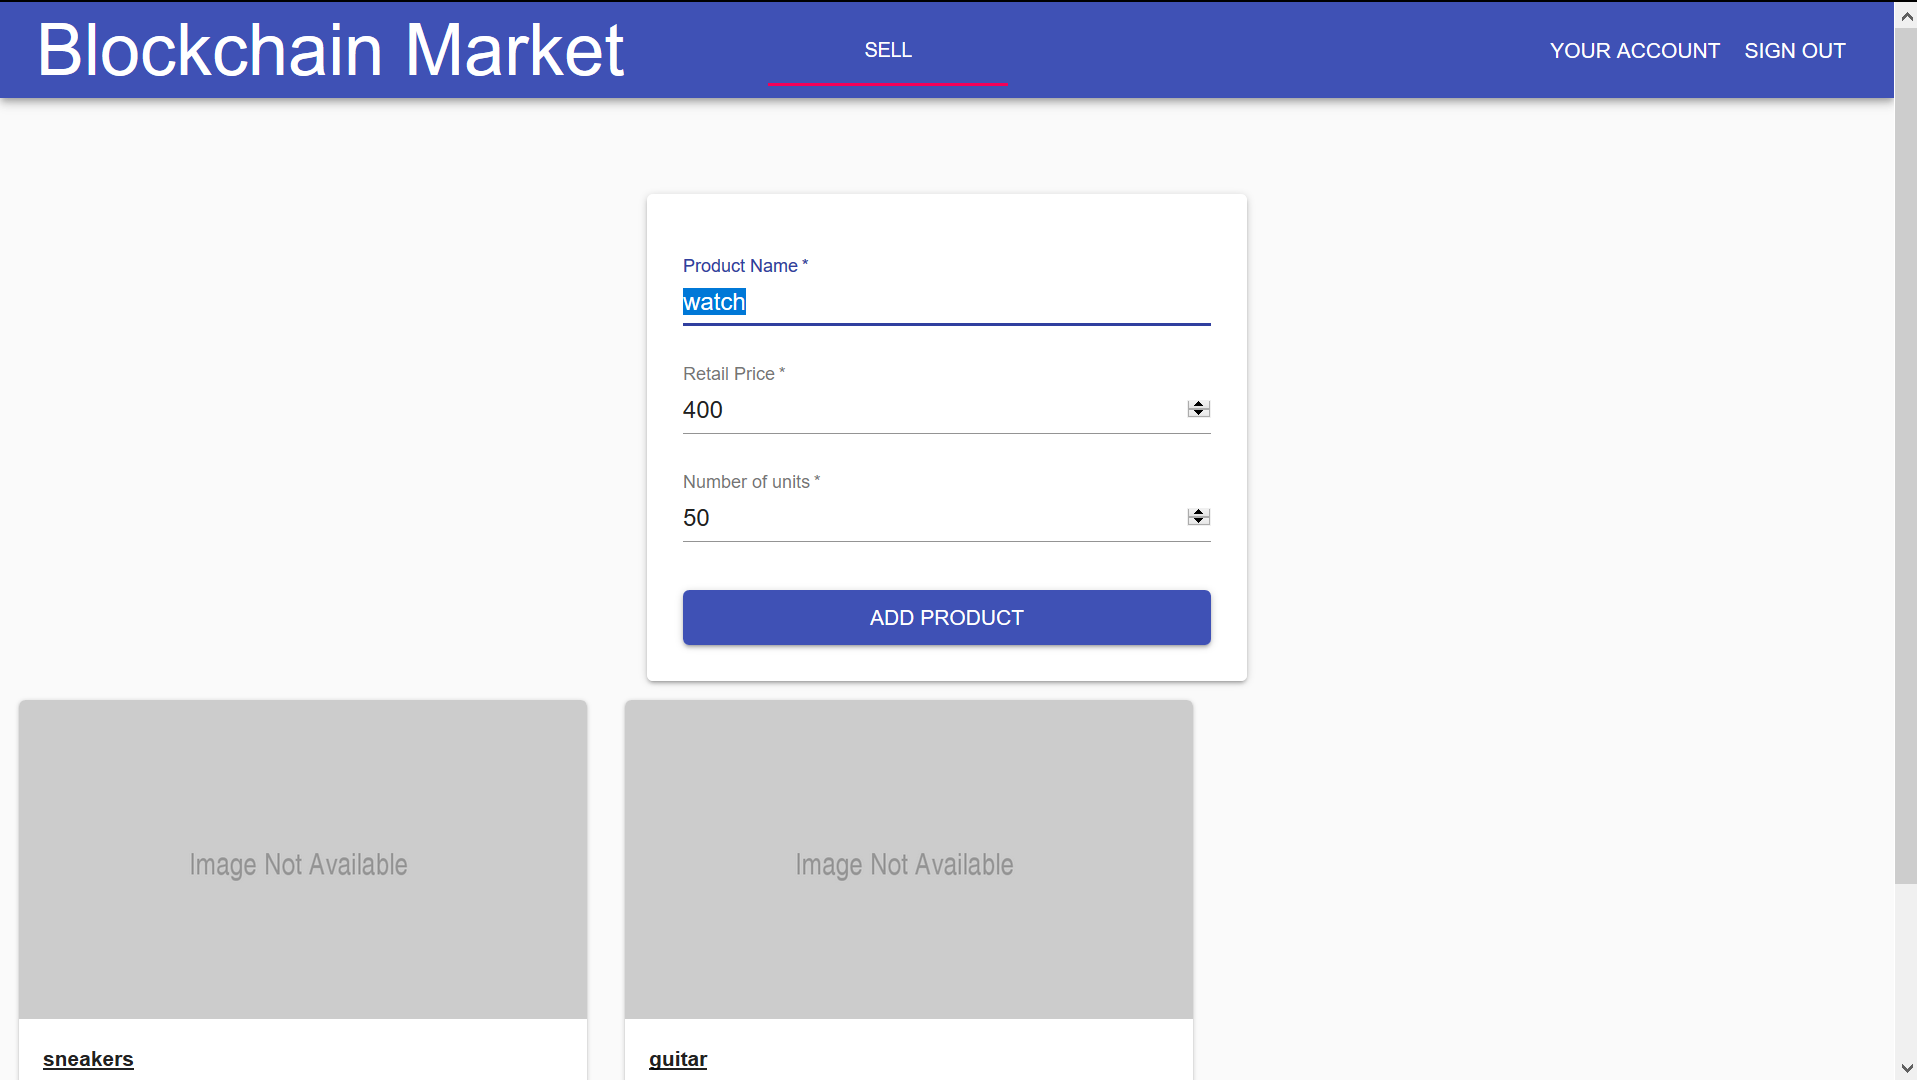 Blockchain Market
SELL
YOUR ACCOUNT
SIGN OUT
Product Name *
watch
Retail Price *
400
Number of units *
50
ADD PRODUCT
Image Not Available
Image Not Available
sneakers
guitar